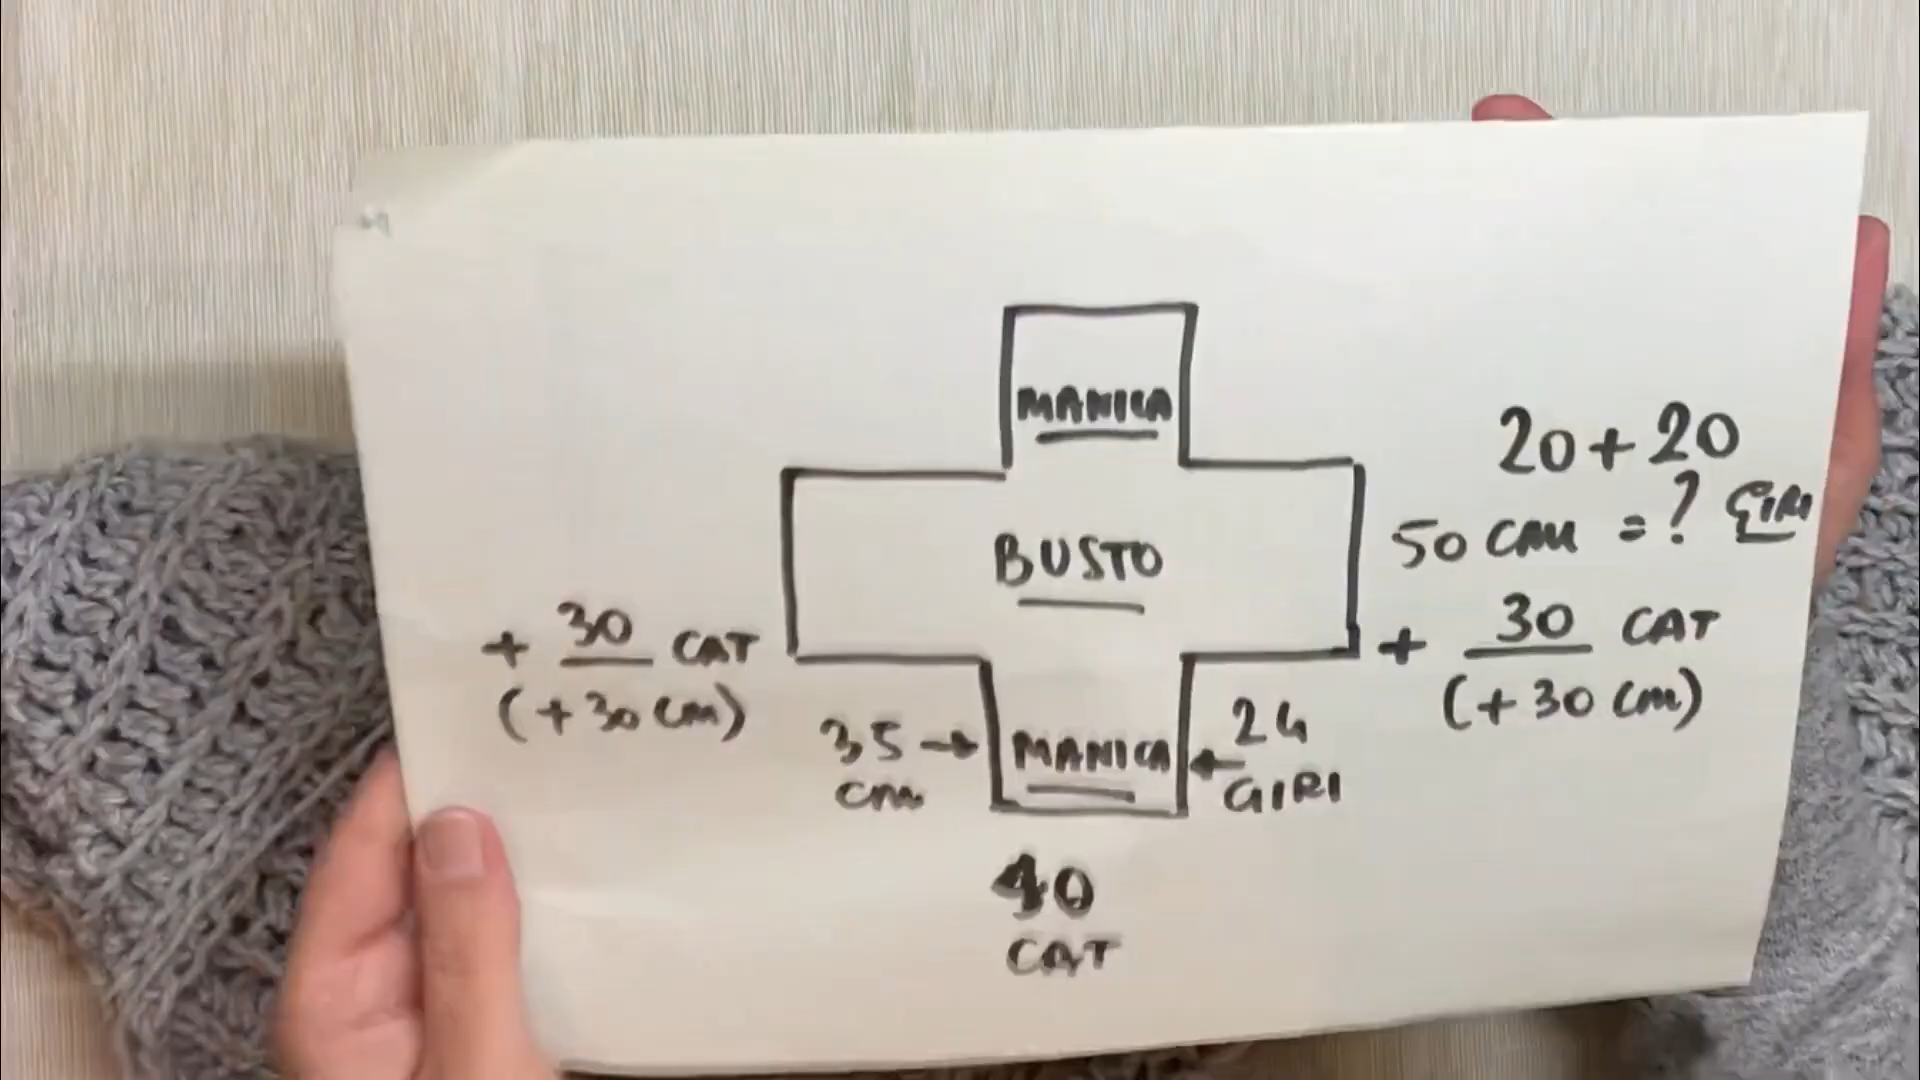 MANICA
20+20
50 CM = ? GIRI
BUSTO
+ 30 CAT
(+30 CM)
+ 30 CAT
(+30 CM)
35 →
CM
MANICA
← 24
GIRI
40
CAT